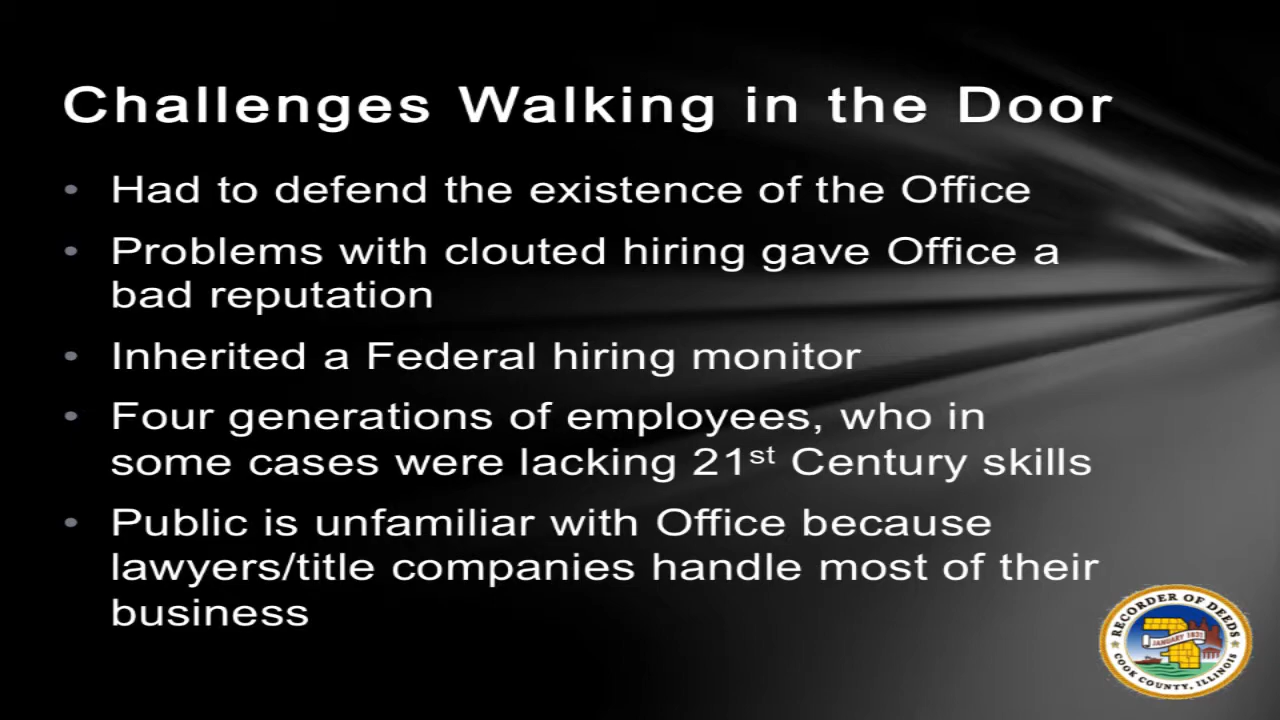 Challenges Walking in the Door
• Had to defend the existence of the Office
• Problems with clouted hiring gave Office a
bad reputation
• Inherited a Federal hiring monitor
• Four generations of employees, who in
some cases were lacking 21st Century skills
• Public is unfamiliar with Office because
lawyers/title companies handle most of their
business
RECORDER OF DEEDS
JANUARY 1831
COOK COUNTY, ILLINOIS